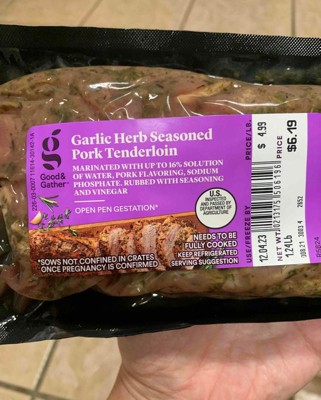 g
Good&
Gather™
Garlic Herb Seasoned
Pork Tenderloin
MARINATED WITH UP TO 16% SOLUTION
OF WATER, PORK FLAVORING, SODIUM
PHOSPHATE. RUBBED WITH SEASONING
AND VINEGAR
OPEN PEN GESTATION*
U.S.
INSPECTED
AND PASSED BY
DEPARTMENT OF
AGRICULTURE
NEEDS TO BE
FULLY COOKED
KEEP REFRIGERATED
SERVING SUGGESTION
*SOWS NOT CONFINED IN CRATES
ONCE PREGNANCY IS CONFIRMED
PRICE/LB.
$ 4.99
PRICE
$6.19
USE/FREEZE BY
12.04.23
NET WT.
1.24Lb